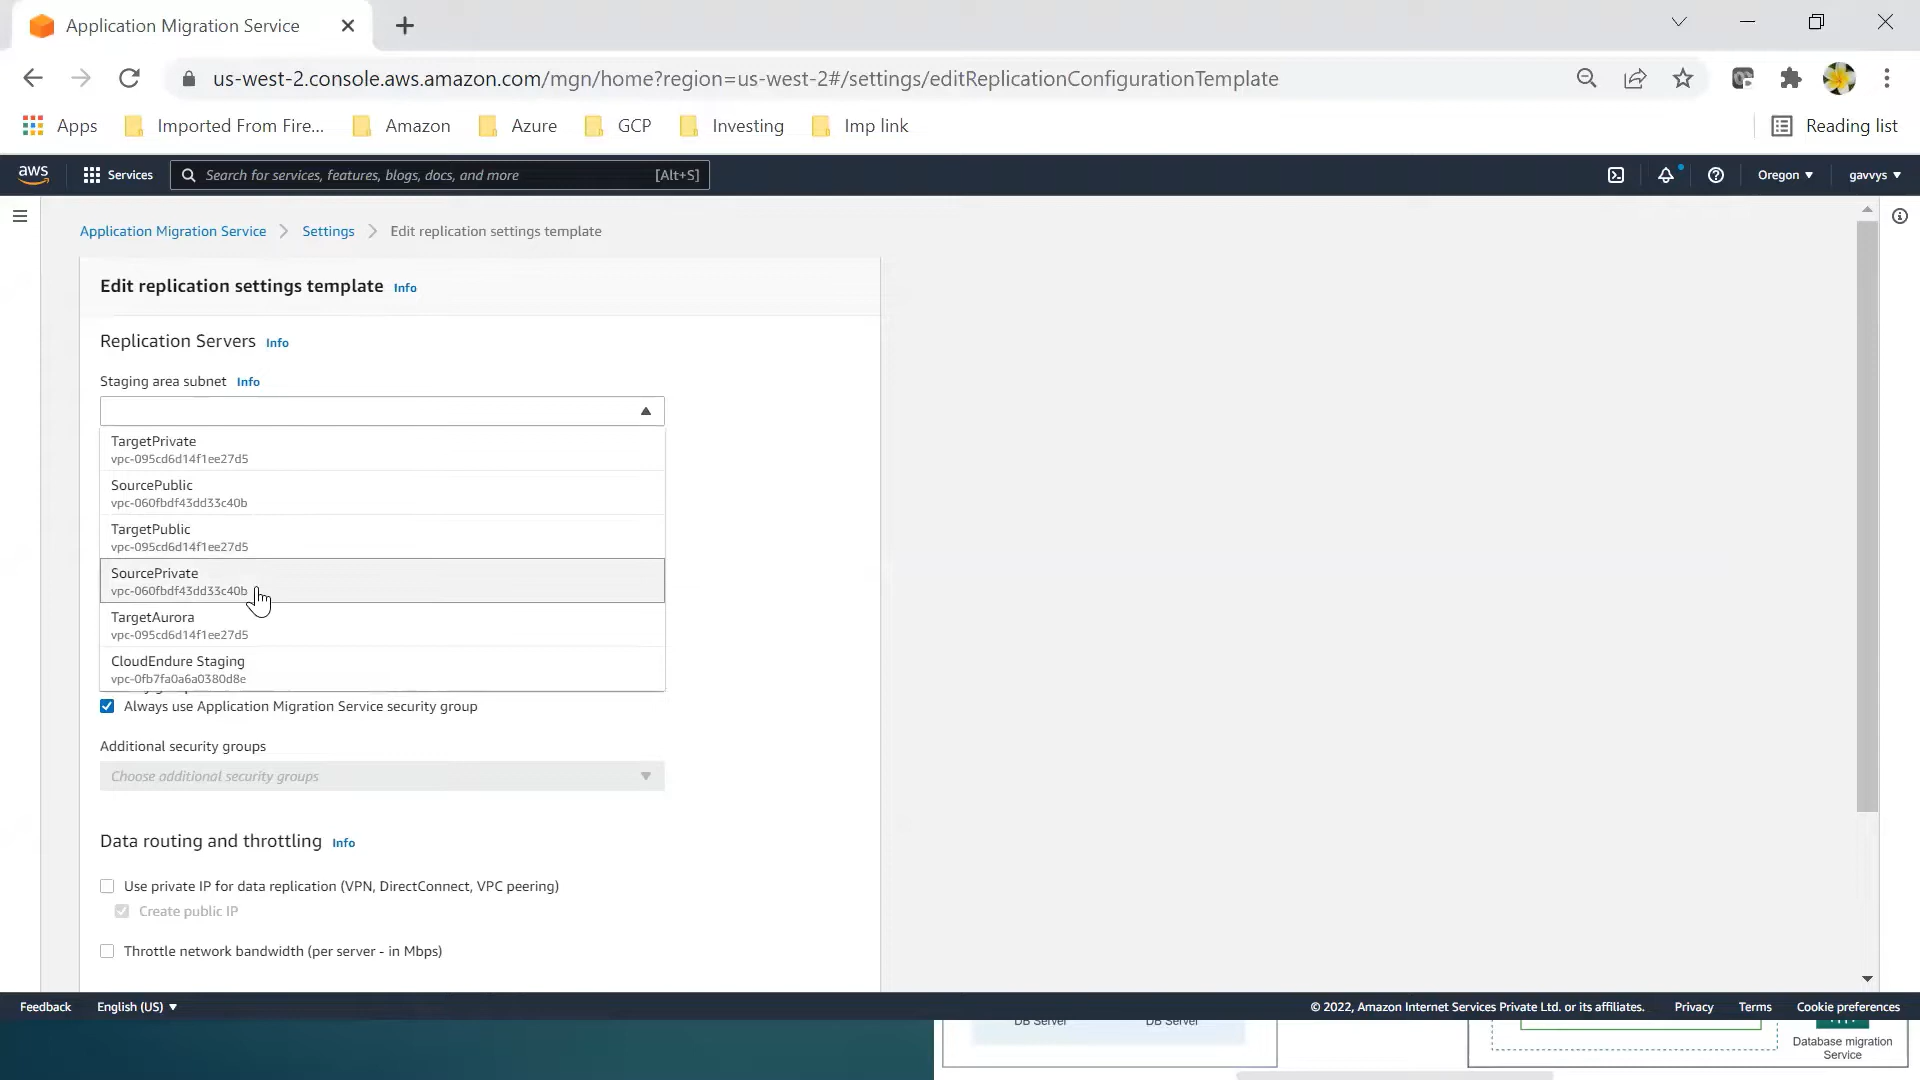 Application Migration Service
us-west-2.console.aws.amazon.com/mgn/home?region=us-west-2#/settings/editReplicationConfigurationTemplate
Apps
Imported From Fire...
Amazon
Azure
GCP
Investing
Imp link
Reading list
aws
Services
Search for services, features, blogs, docs, and more
[Alt+S]
Oregon
gavvys
Application Migration Service
Settings
Edit replication settings template
Edit replication settings template Info
Replication Servers Info
Staging area subnet Info
TargetPrivate
vpc-095cd6d14f1ee27d5
SourcePublic
vpc-060fbdf43dd33c40b
TargetPublic
vpc-095cd6d14f1ee27d5
SourcePrivate
vpc-060fbdf43dd33c40b
TargetAurora
vpc-095cd6d14f1ee27d5
CloudEndure Staging
vpc-0fb7fa0a6a0380d8e
Always use Application Migration Service security group
Additional security groups
Choose additional security groups
Data routing and throttling Info
Use private IP for data replication (VPN, DirectConnect, VPC peering)
Create public IP
Throttle network bandwidth (per server - in Mbps)
Feedback
English (US)
© 2022, Amazon Internet Services Private Ltd. or its affiliates.
Privacy
Terms
Cookie preferences
DB Server
DB Server
Database migration
Service